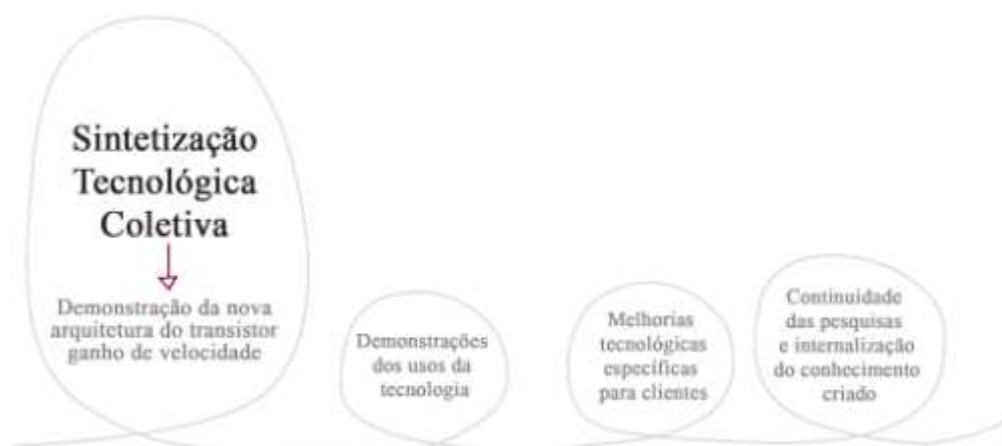 Sintetização
Tecnológica
Coletiva
Demonstração da nova
arquitetura do transistor
ganho de velocidade
Demonstrações
dos usos da
tecnologia
Melhorias
tecnológicas
específicas
para clientes
Continuidade
das pesquisas
e internalização
do conhecimento
criado